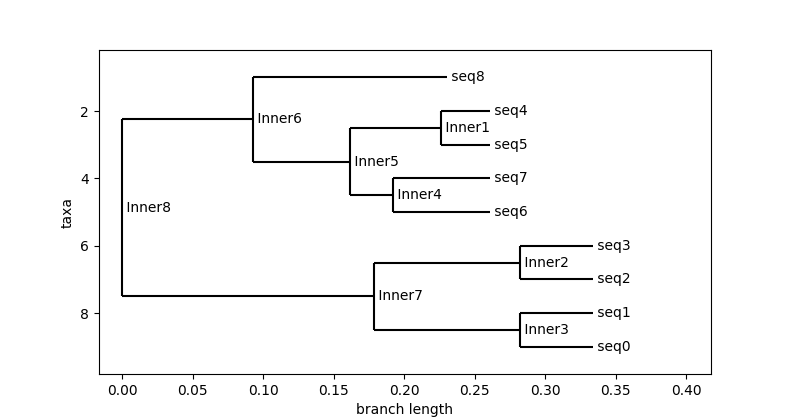 seq8
2
seq4
Inner6
Inner1
seq5
Inner5
4
seq7
Inner4
taxa
Inner8
seq6
6
seq3
Inner2
seq2
Inner7
8
seq1
Inner3
seq0
0.00 0.05 0.10 0.15 0.20 0.25 0.30 0.35 0.40
branch length